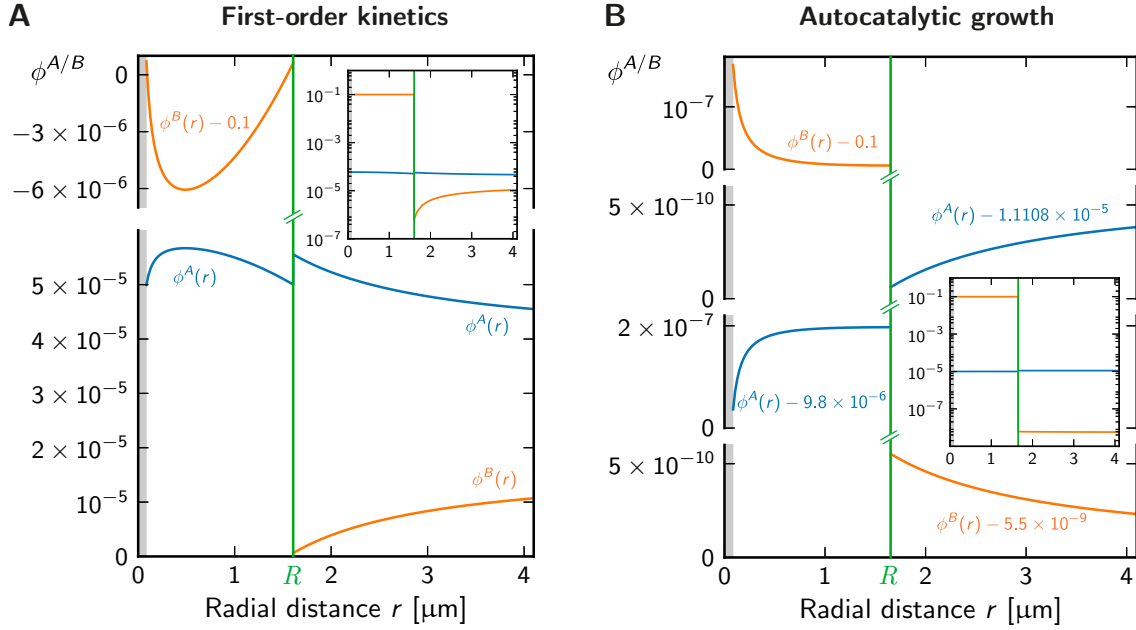 A First-order kinetics
ϕ^{A/B}
0
−3 × 10⁻⁶
−6 × 10⁻⁶
ϕ^B(r) − 0.1
10⁻¹
10⁻³
10⁻⁵
10⁻⁷
0 1 2 3 4
5 × 10⁻⁵
4 × 10⁻⁵
3 × 10⁻⁵
2 × 10⁻⁵
10⁻⁵
0
ϕ^A(r)
ϕ^A(r)
ϕ^B(r)
0 1 R 2 3 4
Radial distance r [μm]
B Autocatalytic growth
ϕ^{A/B}
10⁻⁷
0
ϕ^B(r) − 0.1
5 × 10⁻¹⁰
0
ϕ^A(r) − 1.1108 × 10⁻⁵
2 × 10⁻⁷
0
ϕ^A(r) − 9.8 × 10⁻⁶
10⁻¹
10⁻³
10⁻⁵
10⁻⁷
0 1 2 3 4
5 × 10⁻¹⁰
0
ϕ^B(r) − 5.5 × 10⁻⁹
0 1 R 2 3 4
Radial distance r [μm]